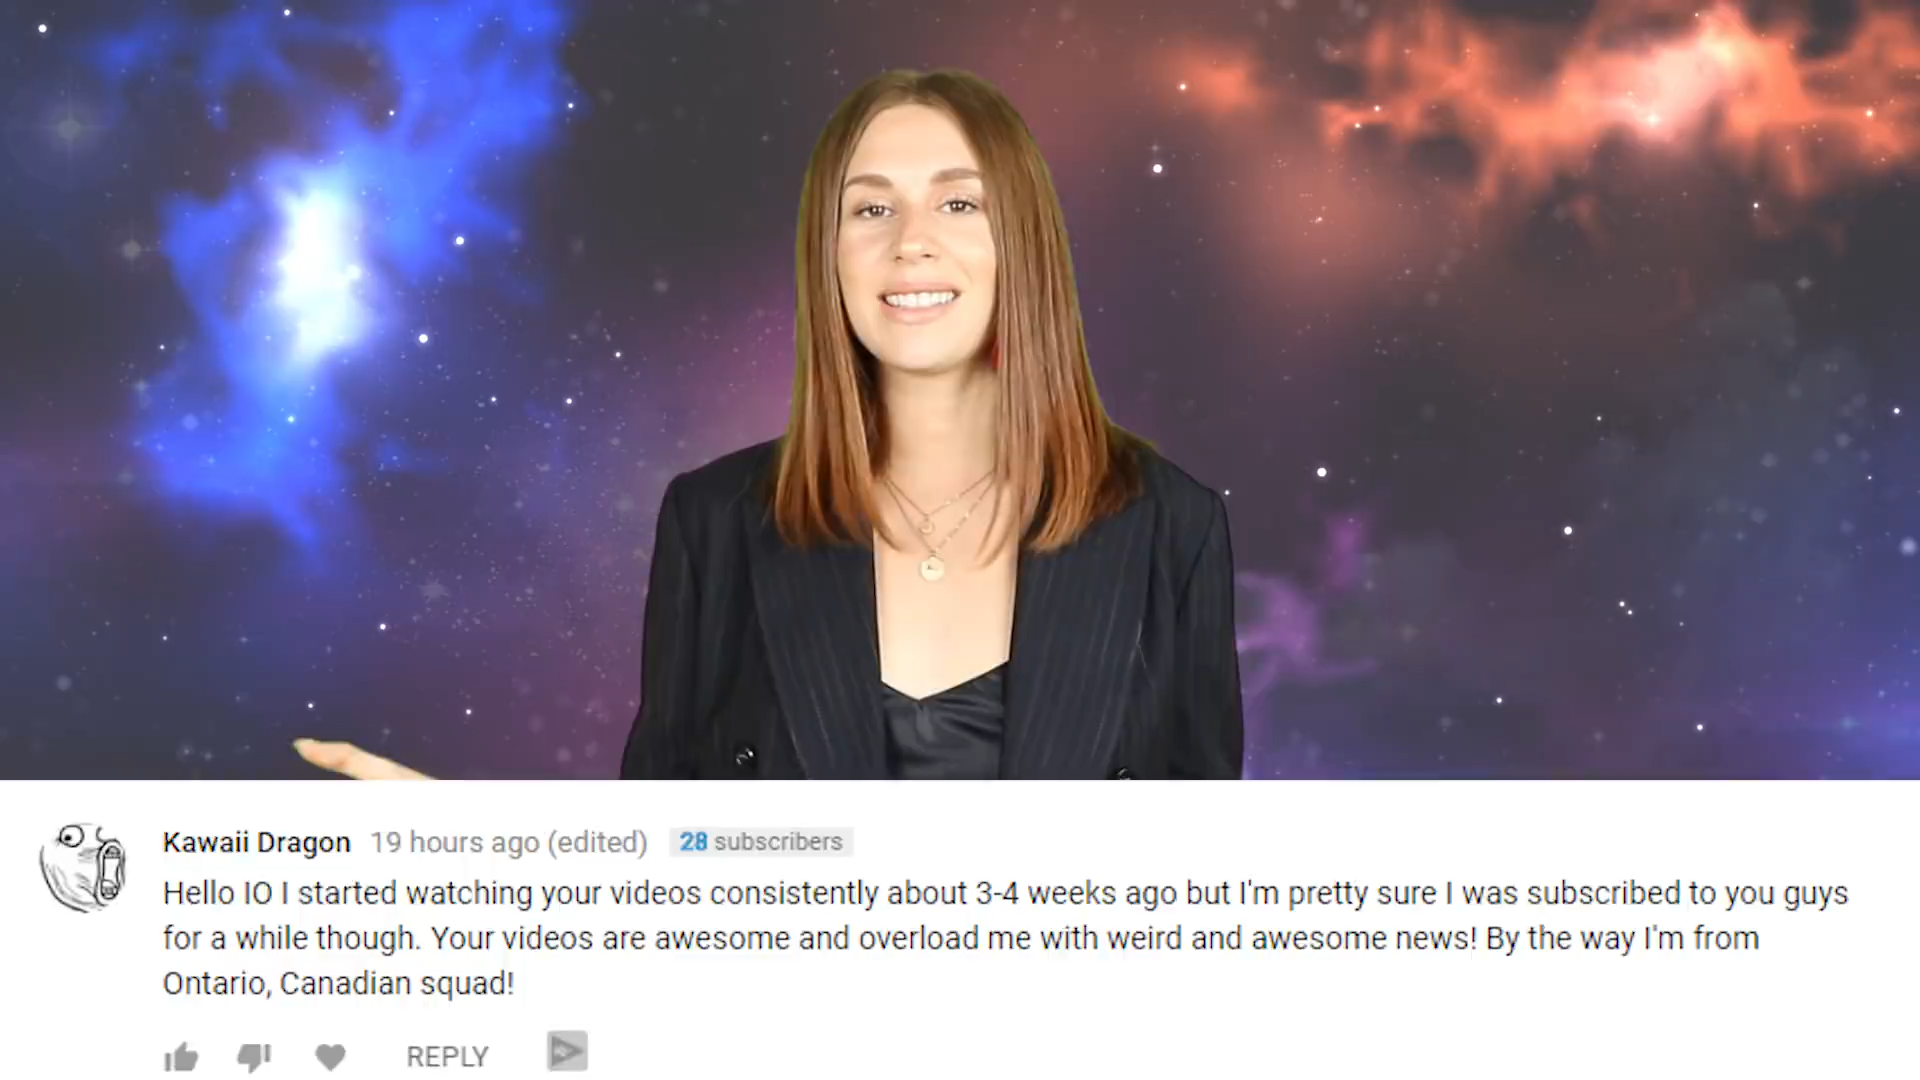 Kawaii Dragon 19 hours ago (edited) 28 subscribers
Hello IO I started watching your videos consistently about 3-4 weeks ago but I'm pretty sure I was subscribed to you guys
for a while though. Your videos are awesome and overload me with weird and awesome news! By the way I'm from
Ontario, Canadian squad!
REPLY